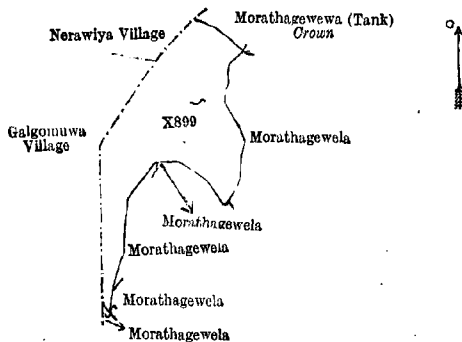 Morathagewewa (Tank)
Crown
Nerawiya Village
X899
Galgomuwa
Village
Morathagewela
Morathagewela
Morathagewela
Morathagewela
Morathagewela